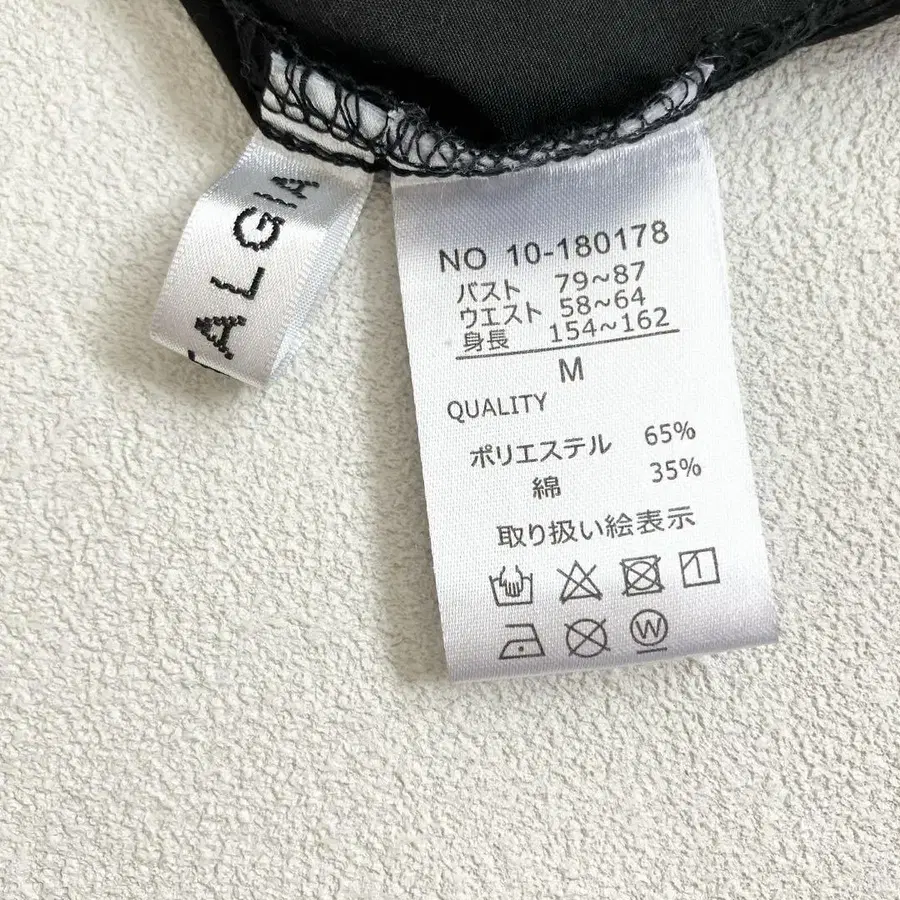 ALGIA
NO 10-180178
バスト 79~87
ウエスト 58~64
身長 154~162
M
QUALITY
ポリエステル 65%
綿 35%
取り扱い絵表示
W